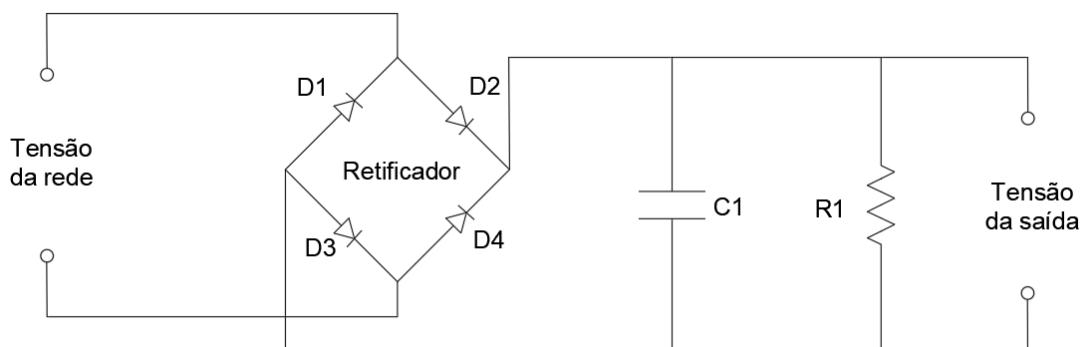 D1
D2
Tensão
da rede
Retificador
D3
D4
C1
R1
Tensão
da saída